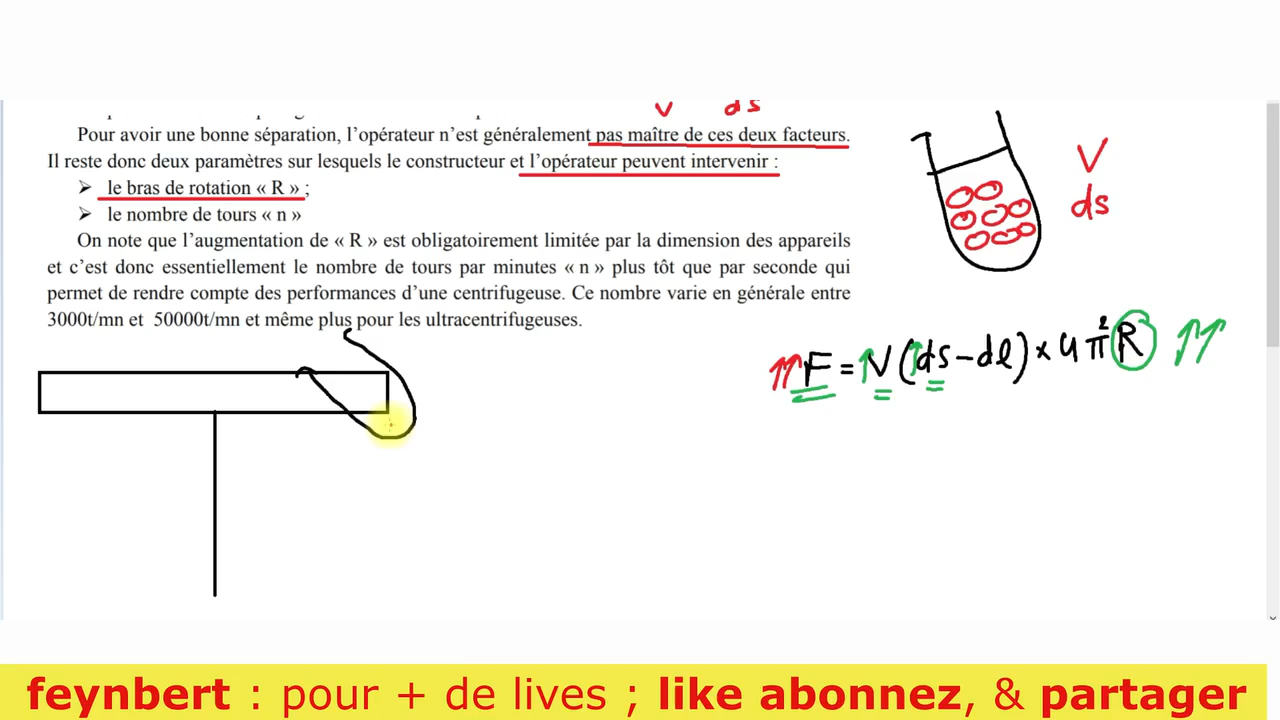 V ds
Pour avoir une bonne séparation, l’opérateur n’est généralement pas maître de ces deux facteurs.
Il reste donc deux paramètres sur lesquels le constructeur et l’opérateur peuvent intervenir :
➢ le bras de rotation « R » ;
➢ le nombre de tours « n »
On note que l’augmentation de « R » est obligatoirement limitée par la dimension des appareils
et c’est donc essentiellement le nombre de tours par minutes « n » plus tôt que par seconde qui
permet de rendre compte des performances d’une centrifugeuse. Ce nombre varie en générale entre
3000t/mn et 50000t/mn et même plus pour les ultracentrifugeuses.
V
ds
↑↑F = ↑V (↑ds - dl) × 4π² R ↑↑
feynbert : pour + de lives ; like abonnez, & partager